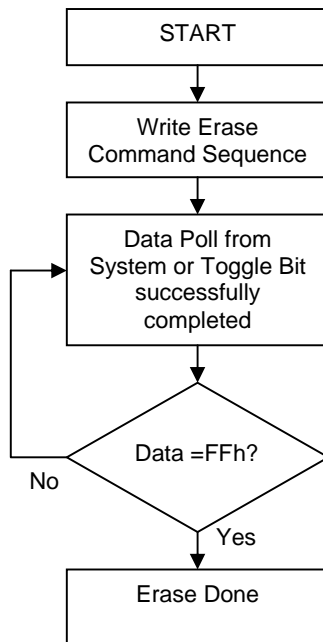 START
Write Erase
Command Sequence
Data Poll from
System or Toggle Bit
successfully
completed
Data =FFh?
No
Yes
Erase Done